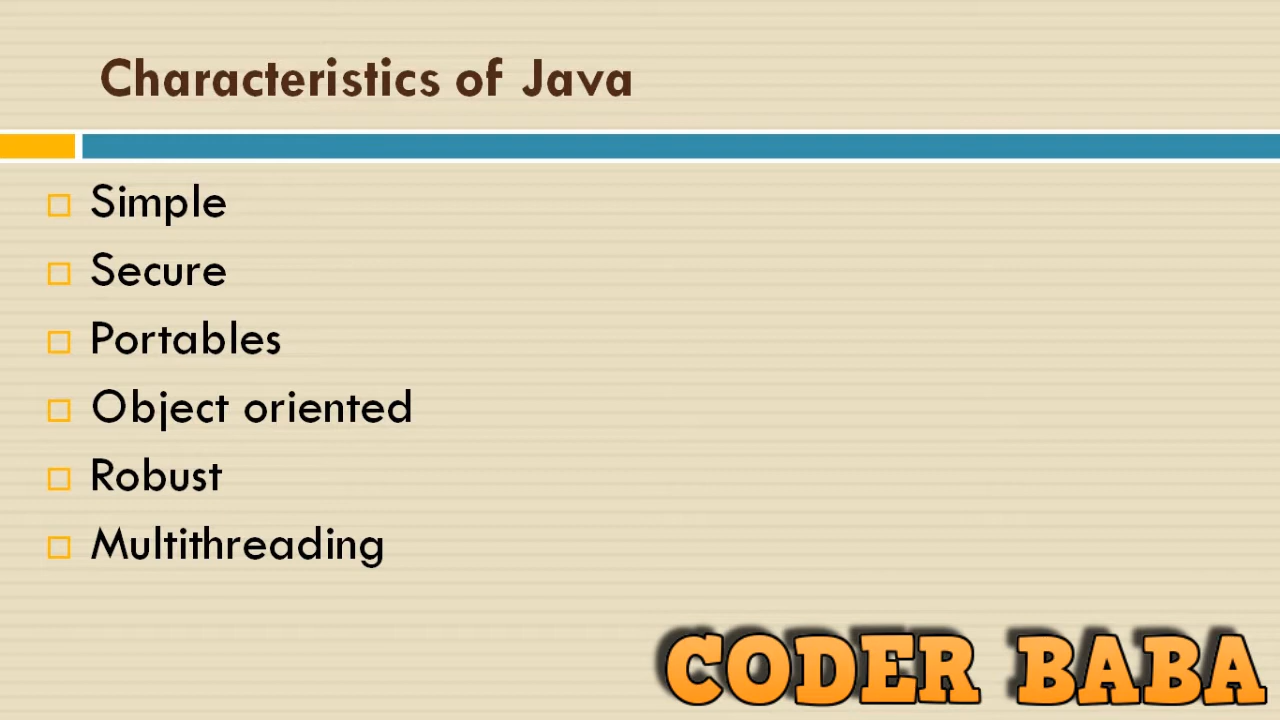 Characteristics of Java
Simple
Secure
Portables
Object oriented
Robust
Multithreading
CODER BABA